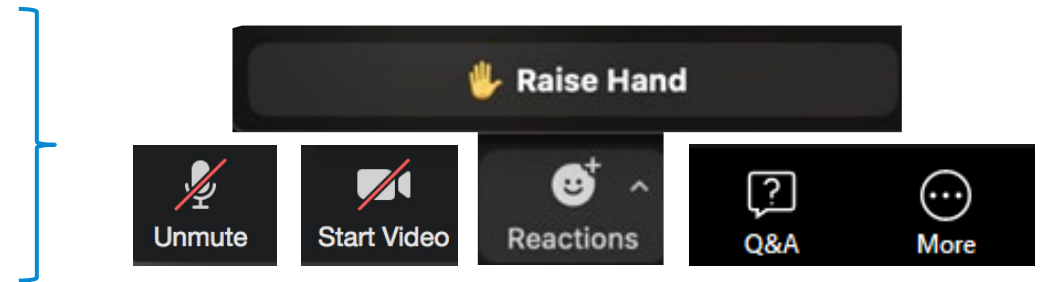 Raise Hand
Unmute
Start Video
Reactions
Q&A
More